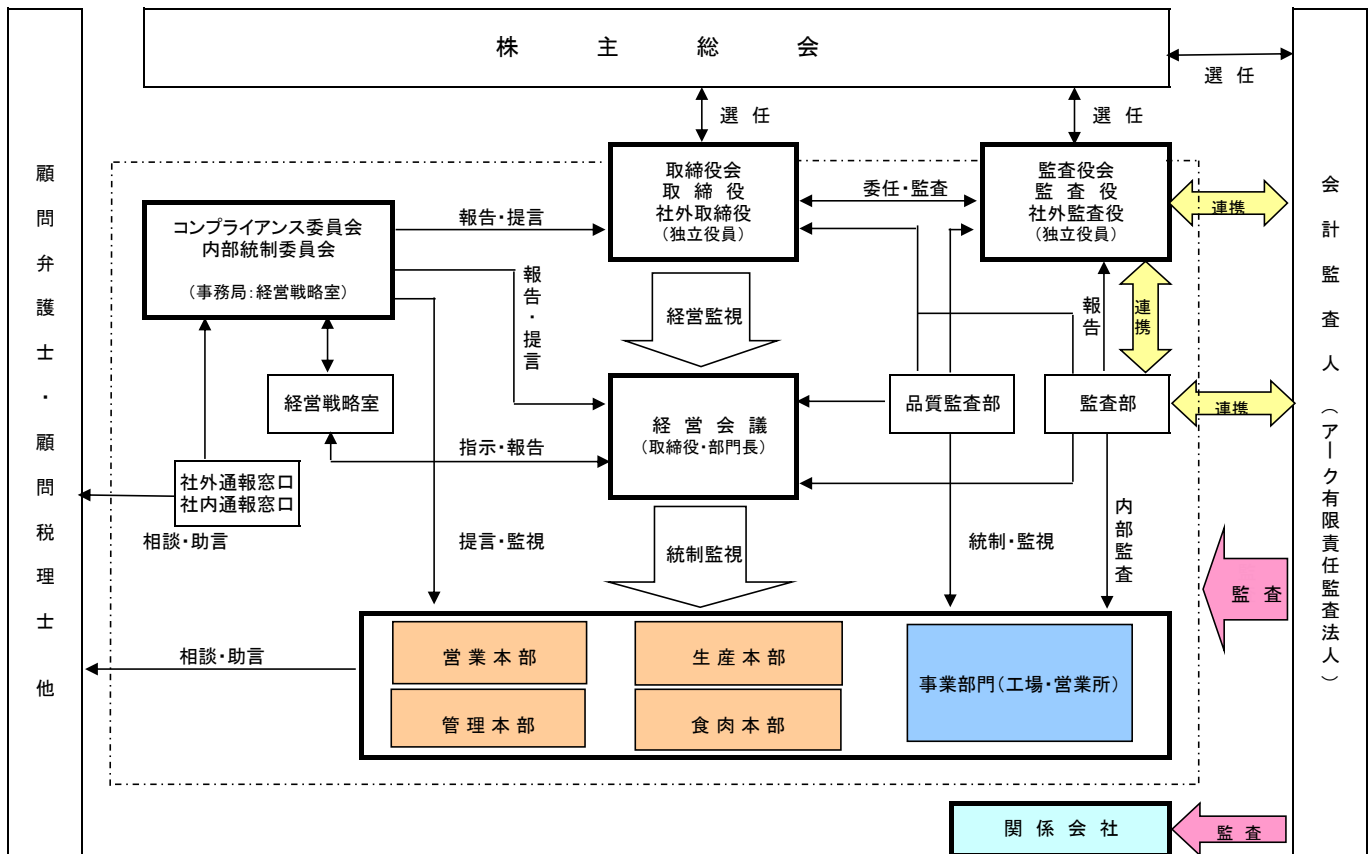 株主総会
選任
選任
選任
顧問弁護士・顧問税理士 他
会計監査人（アーク有限責任監査法人）
取締役会
取締役
社外取締役
（独立役員）
委任・監査
監査役会
監査役
社外監査役
（独立役員）
連携
コンプライアンス委員会
内部統制委員会
（事務局：経営戦略室）
報告・提言
報告・提言
経営監視
報告
連携
経営戦略室
経営会議
（取締役・部門長）
品質監査部
監査部
連携
指示・報告
社外通報窓口
社内通報窓口
相談・助言
提言・監視
統制監視
統制・監視
内部監査
監査
相談・助言
営業本部
生産本部
事業部門（工場・営業所）
管理本部
食肉本部
関係会社
監査